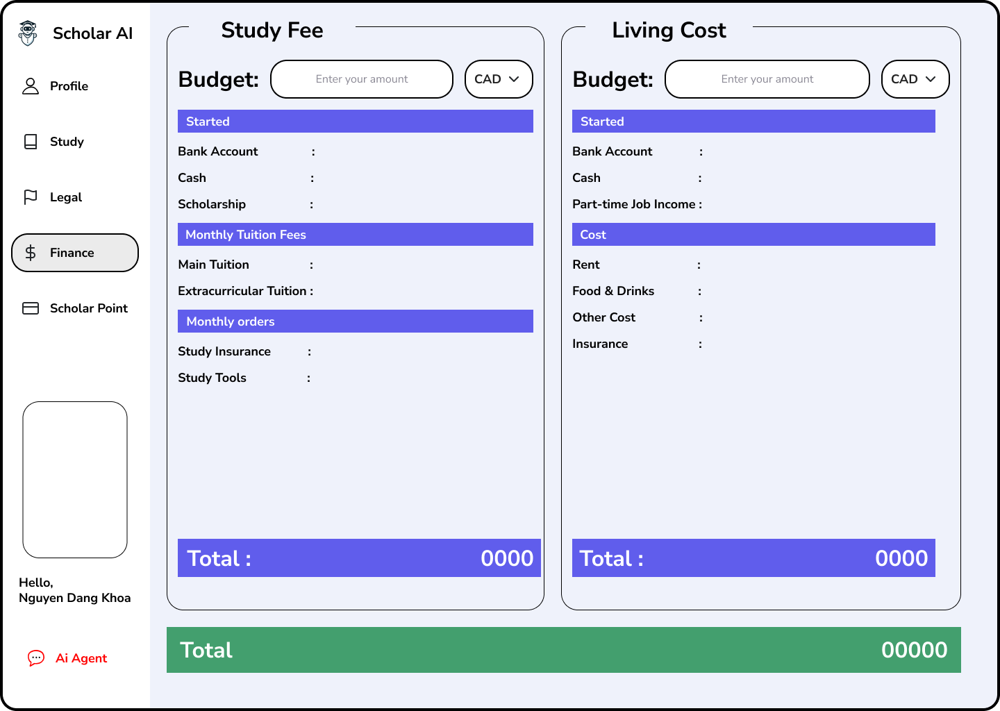 Scholar AI
Profile
Study
Legal
Finance
Scholar Point
Hello,
Nguyen Dang Khoa
Ai Agent
Study Fee
Budget: Enter your amount CAD
Started
Bank Account :
Cash :
Scholarship :
Monthly Tuition Fees
Main Tuition :
Extracurricular Tuition :
Monthly orders
Study Insurance :
Study Tools :
Total : 0000
Living Cost
Budget: Enter your amount CAD
Started
Bank Account :
Cash :
Part-time Job Income :
Cost
Rent :
Food & Drinks :
Other Cost :
Insurance :
Total : 0000
Total 00000